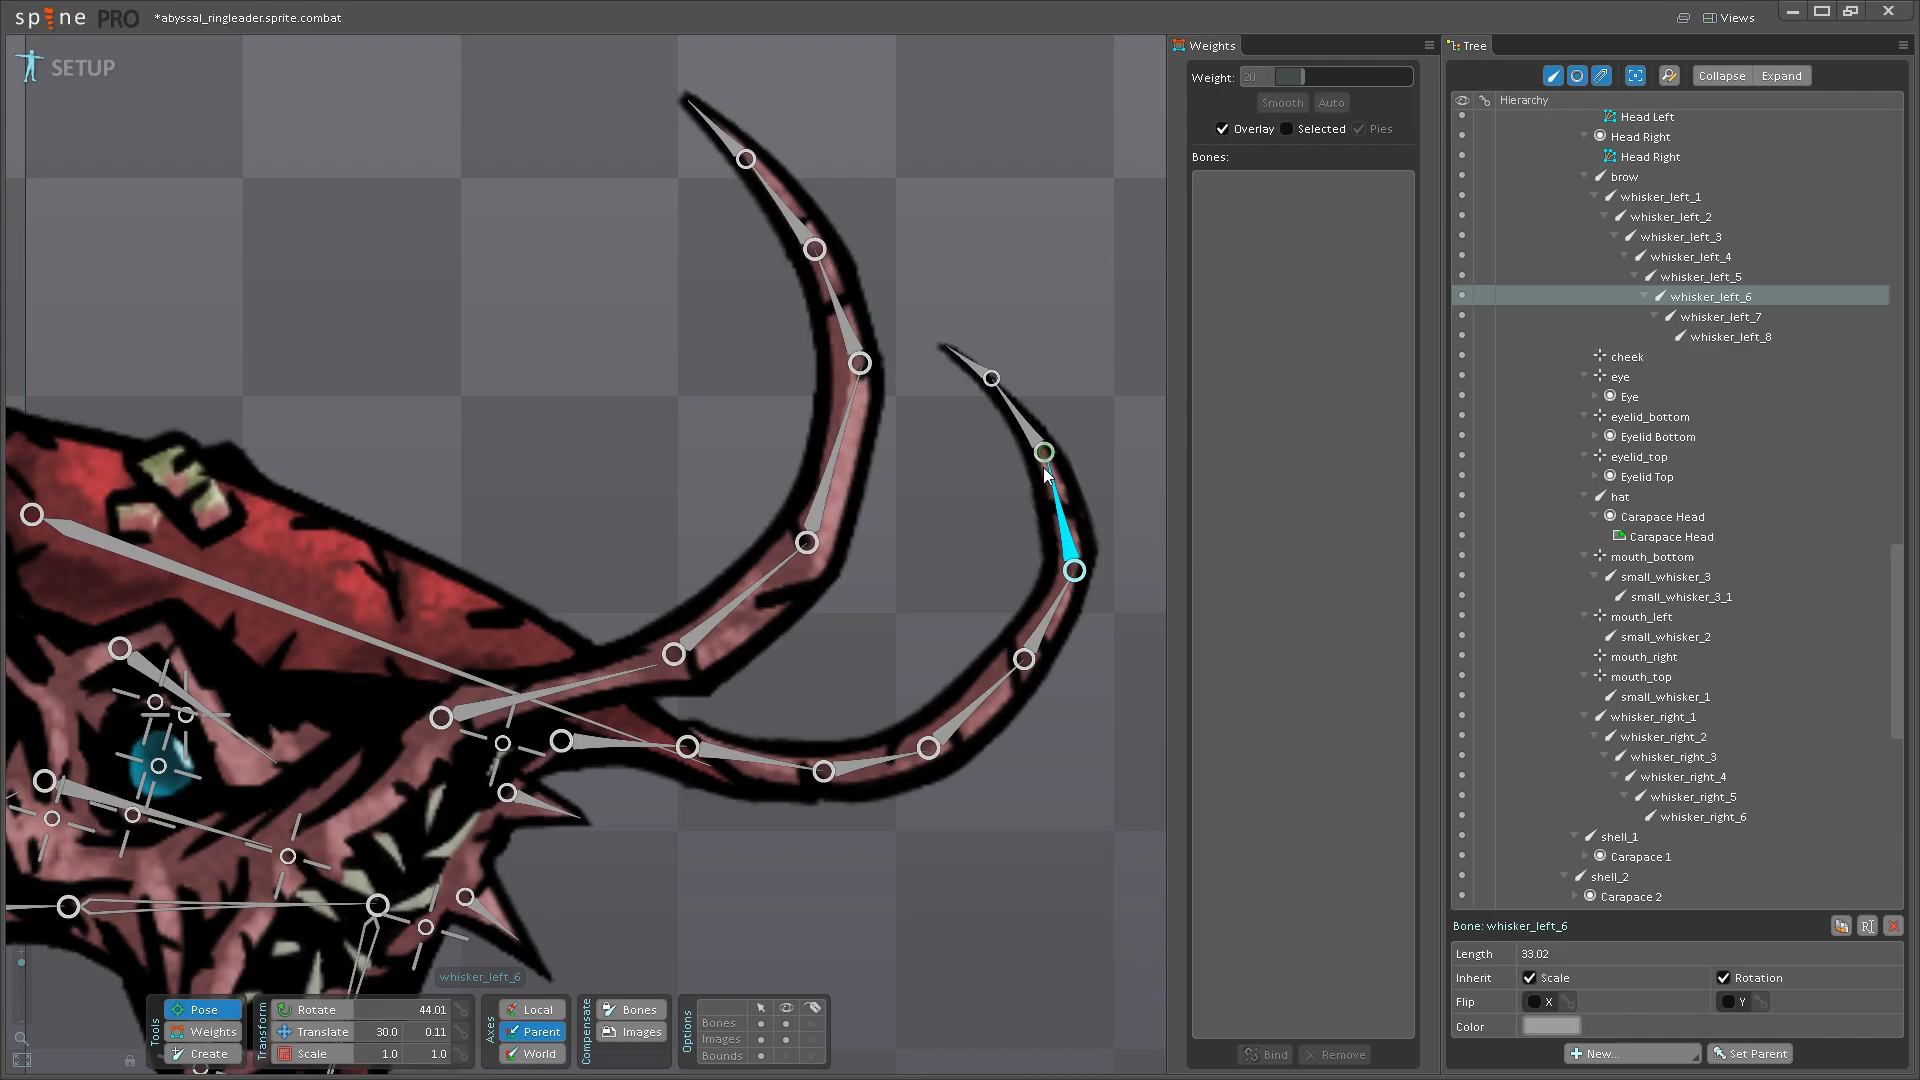 spine PRO
*abyssal_ringleader.sprite.combat
Views
SETUP
Weights
Weight: 20
Smooth Auto
Overlay Selected Pies
Bones:
Bind Remove
Tree
Collapse Expand
Hierarchy
Head Left
Head Right
Head Right
brow
whisker_left_1
whisker_left_2
whisker_left_3
whisker_left_4
whisker_left_5
whisker_left_6
whisker_left_7
whisker_left_8
cheek
eye
Eye
eyelid_bottom
Eyelid Bottom
eyelid_top
Eyelid Top
hat
Carapace Head
Carapace Head
mouth_bottom
small_whisker_3
small_whisker_3_1
mouth_left
small_whisker_2
mouth_right
mouth_top
small_whisker_1
whisker_right_1
whisker_right_2
whisker_right_3
whisker_right_4
whisker_right_5
whisker_right_6
shell_1
Carapace 1
shell_2
Carapace 2
Bone: whisker_left_6
Length 33.02
Inherit Scale Rotation
Flip X Y
Color
New... Set Parent
whisker_left_6
Tools
Pose
Weights
Create
Transform
Rotate 44.01
Translate 30.0 0.11
Scale 1.0 1.0
Axes
Local
Parent
World
Compensate
Bones
Images
Options
Bones
Images
Bounds